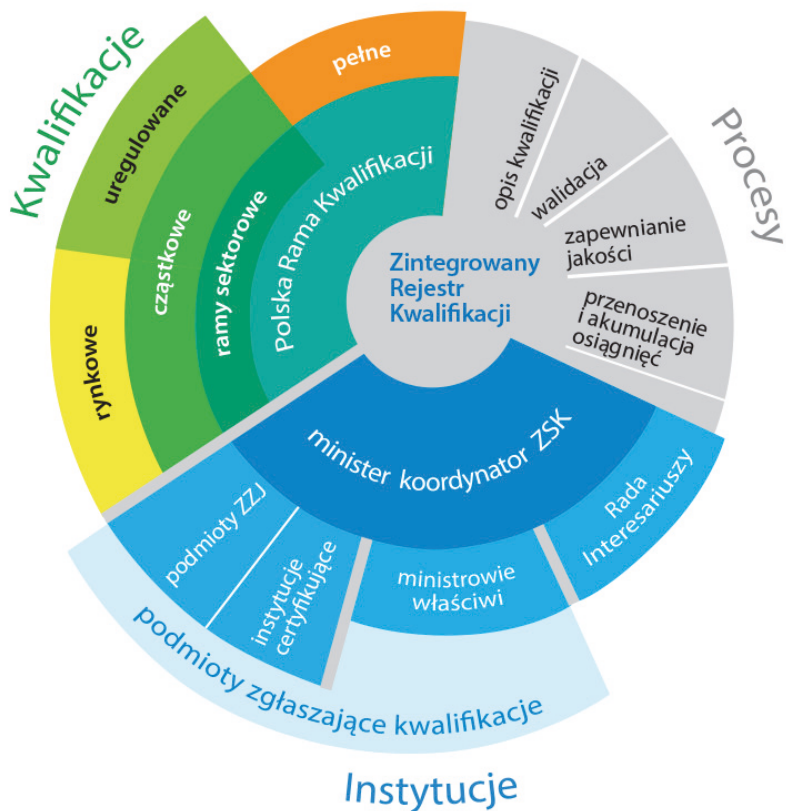 Kwalifikacje
uregulowane
pełne
cząstkowe
rynkowe
ramy sektorowe
Polska Rama Kwalifikacji
Zintegrowany
Rejestr
Kwalifikacji
Procesy
opis kwalifikacji
walidacja
zapewnianie
jakości
przenoszenie
i akumulacja
osiągnięć
minister koordynator ZSK
podmioty ZZJ
instytucje
certyfikujące
ministrowie
właściwi
Rada
Interesariuszy
podmioty zgłaszające kwalifikacje
Instytucje